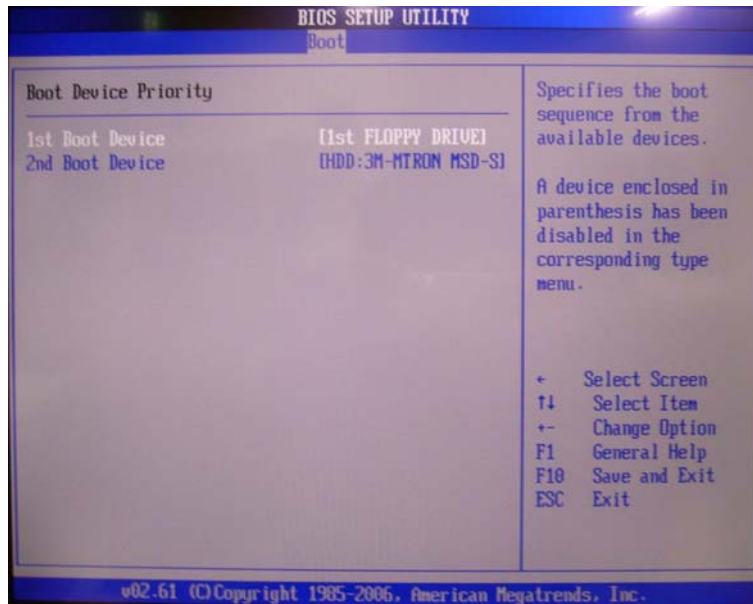 BIOS SETUP UTILITY
Boot
Boot Device Priority
1st Boot Device [1st FLOPPY DRIVE]
2nd Boot Device [HDD:3M-MTRON MSD-S]
Specifies the boot
sequence from the
available devices.
A device enclosed in
parenthesis has been
disabled in the
corresponding type
menu.
← Select Screen
↑↓ Select Item
+- Change Option
F1 General Help
F10 Save and Exit
ESC Exit
v02.61 (C)Copyright 1985-2006, American Megatrends, Inc.